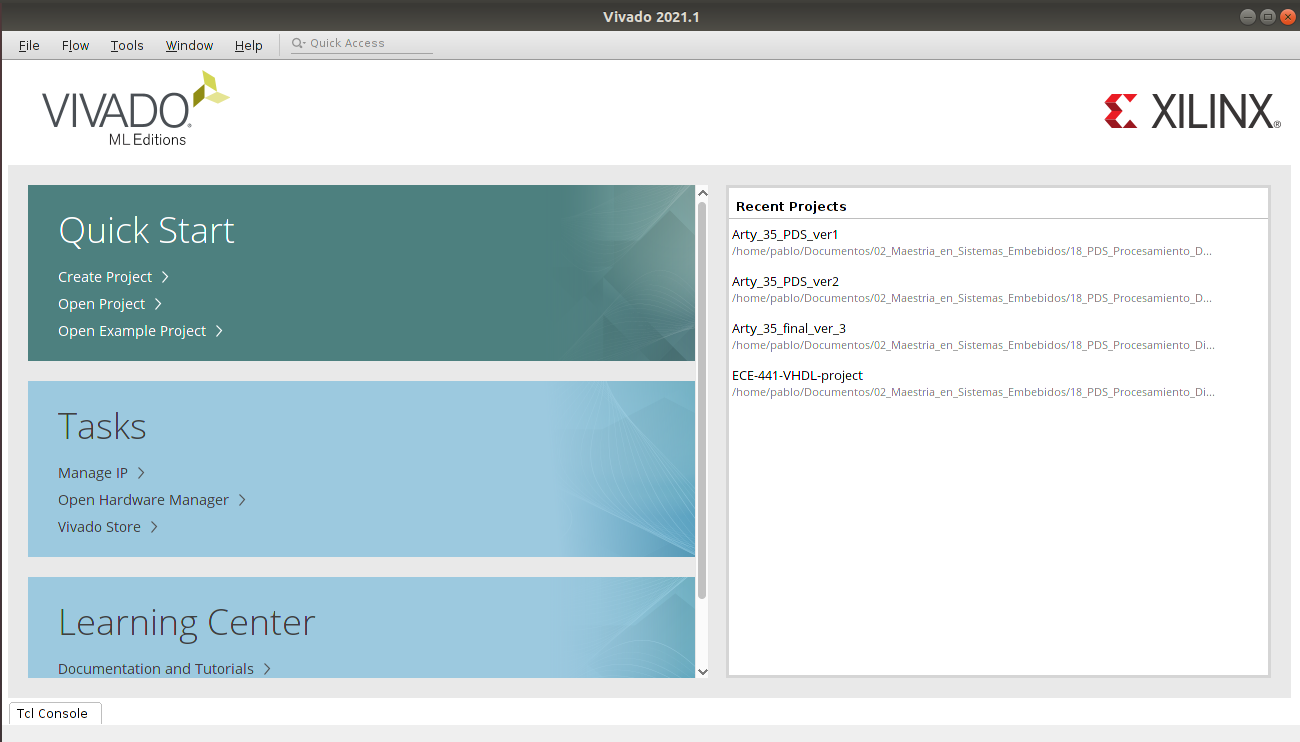 Vivado 2021.1
File Flow Tools Window Help Quick Access
VIVADO
ML Editions
XILINX®
Quick Start
Create Project
Open Project
Open Example Project
Tasks
Manage IP
Open Hardware Manager
Vivado Store
Learning Center
Documentation and Tutorials
Recent Projects
Arty_35_PDS_ver1
/home/pablo/Documentos/02_Maestria_en_Sistemas_Embebidos/18_PDS_Procesamiento_D...
Arty_35_PDS_ver2
/home/pablo/Documentos/02_Maestria_en_Sistemas_Embebidos/18_PDS_Procesamiento_D...
Arty_35_final_ver_3
/home/pablo/Documentos/02_Maestria_en_Sistemas_Embebidos/18_PDS_Procesamiento_Di...
ECE-441-VHDL-project
/home/pablo/Documentos/02_Maestria_en_Sistemas_Embebidos/18_PDS_Procesamiento_Di...
Tcl Console